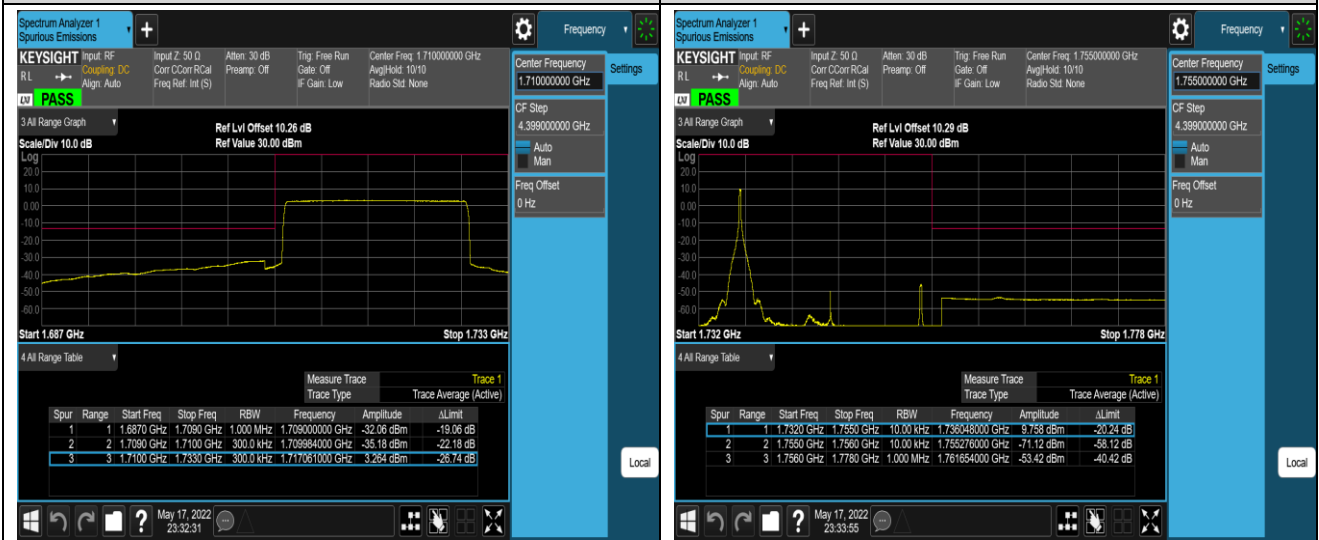 Spectrum Analyzer 1
Spurious Emissions
Frequency
KEYSIGHT Input: RF Input Z: 50 Ω Atten: 30 dB Trig: Free Run Center Freq: 1.710000000 GHz
RL Coupling: DC Corr CCorr RCal Preamp: Off Gate: Off Avg|Hold: 10/10
Align: Auto Freq Ref: Int (S) IF Gain: Low Radio Std: None
LXI PASS
Center Frequency
1.710000000 GHz
Settings
CF Step
4.399000000 GHz
Auto
Man
Freq Offset
0 Hz
3 All Range Graph
Ref Lvl Offset 10.26 dB
Scale/Div 10.0 dB Ref Value 30.00 dBm
Log
20.0
10.0
0.00
-10.0
-20.0
-30.0
-40.0
-50.0
-60.0
Start 1.687 GHz Stop 1.733 GHz
4 All Range Table
Measure Trace Trace 1
Trace Type Trace Average (Active)
Spur Range Start Freq Stop Freq RBW Frequency Amplitude ΔLimit
1 1 1.6870 GHz 1.7090 GHz 1.000 MHz 1.709000000 GHz -32.06 dBm -19.06 dB
2 2 1.7090 GHz 1.7100 GHz 300.0 kHz 1.709984000 GHz -35.18 dBm -22.18 dB
3 3 1.7100 GHz 1.7330 GHz 300.0 kHz 1.717061000 GHz 3.264 dBm -26.74 dB
Local
? May 17, 2022
23:32:31
Spectrum Analyzer 1
Spurious Emissions
Frequency
KEYSIGHT Input: RF Input Z: 50 Ω Atten: 30 dB Trig: Free Run Center Freq: 1.755000000 GHz
RL Coupling: DC Corr CCorr RCal Preamp: Off Gate: Off Avg|Hold: 10/10
Align: Auto Freq Ref: Int (S) IF Gain: Low Radio Std: None
LXI PASS
Center Frequency
1.755000000 GHz
Settings
CF Step
4.399000000 GHz
Auto
Man
Freq Offset
0 Hz
3 All Range Graph
Ref Lvl Offset 10.29 dB
Scale/Div 10.0 dB Ref Value 30.00 dBm
Log
20.0
10.0
0.00
-10.0
-20.0
-30.0
-40.0
-50.0
-60.0
Start 1.732 GHz Stop 1.778 GHz
4 All Range Table
Measure Trace Trace 1
Trace Type Trace Average (Active)
Spur Range Start Freq Stop Freq RBW Frequency Amplitude ΔLimit
1 1 1.7320 GHz 1.7550 GHz 10.00 kHz 1.736048000 GHz 9.758 dBm -20.24 dB
2 2 1.7550 GHz 1.7560 GHz 10.00 kHz 1.755276000 GHz -71.12 dBm -58.12 dB
3 3 1.7560 GHz 1.7780 GHz 1.000 MHz 1.761654000 GHz -53.42 dBm -40.42 dB
Local
? May 17, 2022
23:33:55